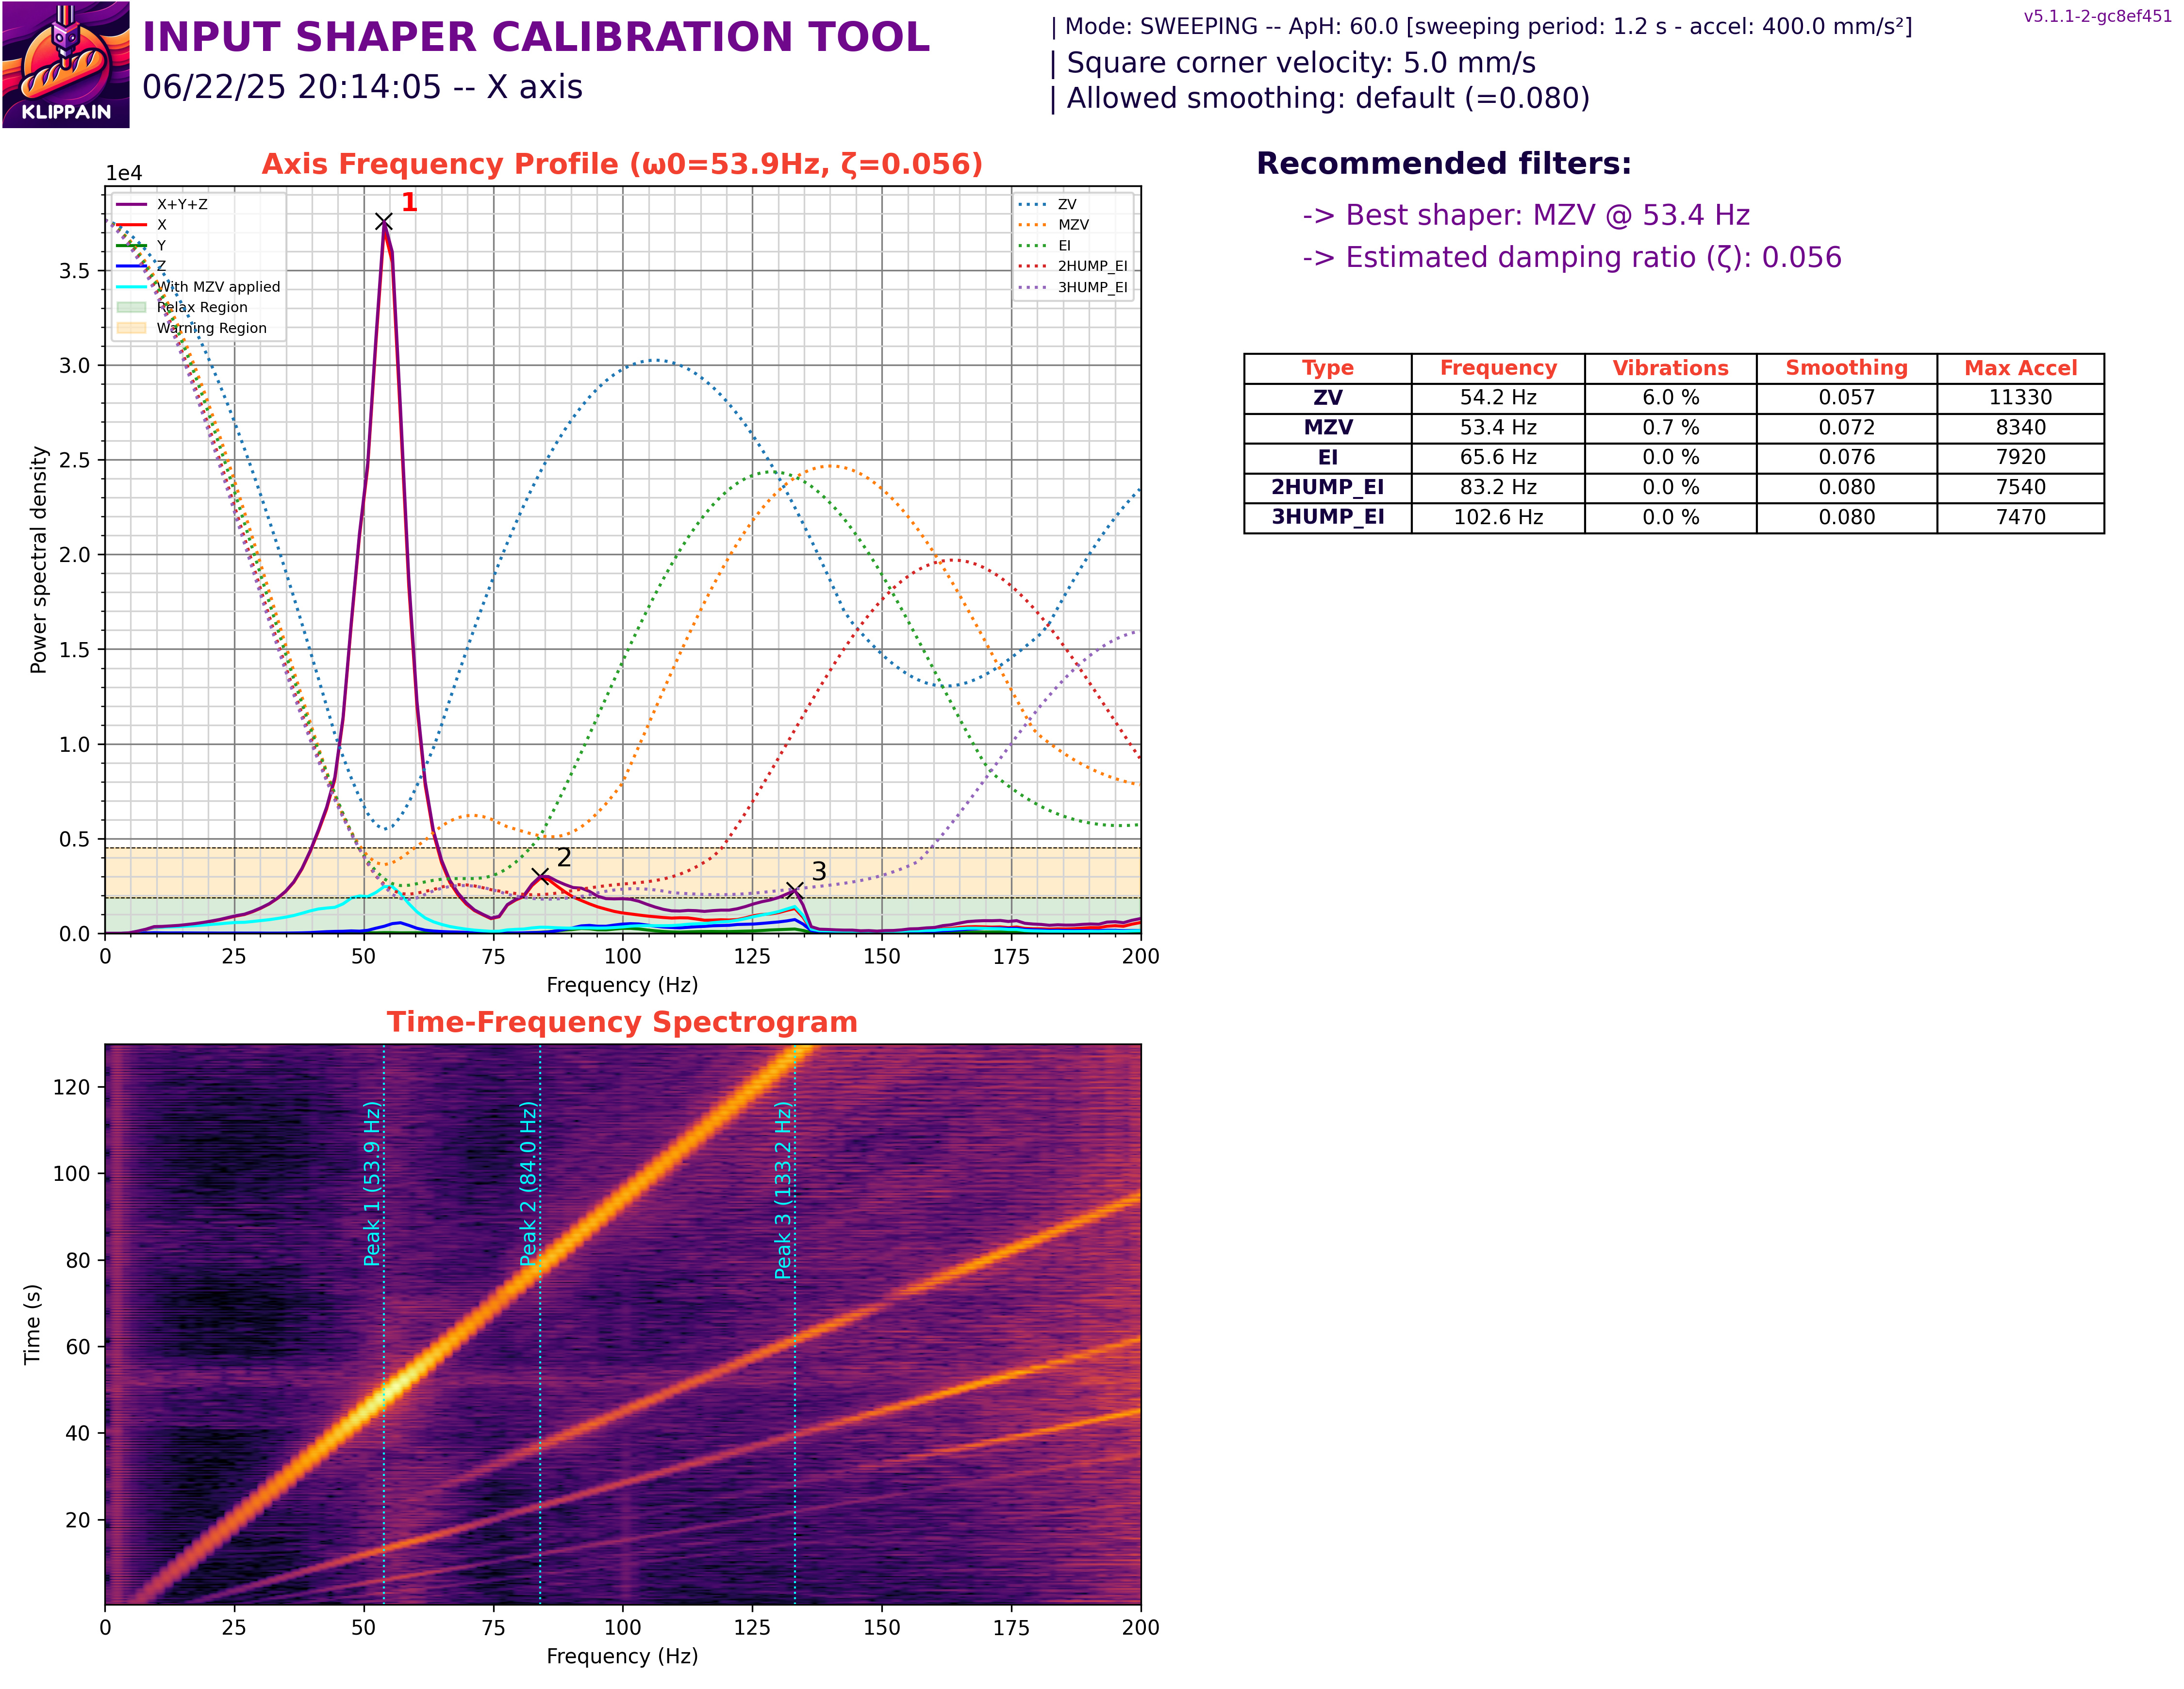 INPUT SHAPER CALIBRATION TOOL
06/22/25 20:14:05 -- X axis
KLIPPAIN
| Mode: SWEEPING -- ApH: 60.0 [sweeping period: 1.2 s - accel: 400.0 mm/s²]
| Square corner velocity: 5.0 mm/s
| Allowed smoothing: default (=0.080)
v5.1.1-2-gc8ef451
Axis Frequency Profile (ω0=53.9Hz, ζ=0.056)
1e4
X+Y+Z
X
Y
Z
With MZV applied
Relax Region
Warning Region
ZV
MZV
EI
2HUMP_EI
3HUMP_EI
1
2
3
3.5
3.0
2.5
2.0
1.5
1.0
0.5
0.0
Power spectral density
0 25 50 75 100 125 150 175 200
Frequency (Hz)
Recommended filters:
-> Best shaper: MZV @ 53.4 Hz
-> Estimated damping ratio (ζ): 0.056
Type Frequency Vibrations Smoothing Max Accel
ZV 54.2 Hz 6.0 % 0.057 11330
MZV 53.4 Hz 0.7 % 0.072 8340
EI 65.6 Hz 0.0 % 0.076 7920
2HUMP_EI 83.2 Hz 0.0 % 0.080 7540
3HUMP_EI 102.6 Hz 0.0 % 0.080 7470
Time-Frequency Spectrogram
Peak 1 (53.9 Hz)
Peak 2 (84.0 Hz)
Peak 3 (133.2 Hz)
120
100
80
60
40
20
Time (s)
0 25 50 75 100 125 150 175 200
Frequency (Hz)